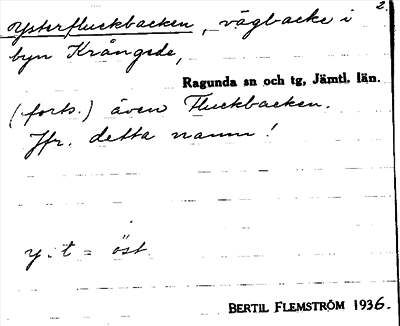 2.
Ysterfluckbacken, vägbacke i
byn Krångede,
Ragunda sn och tg, Jämtl. län.
(forts.) även Fluckbacken.
Jfr. detta namn!
y:t = öst
BERTIL FLEMSTRÖM 1936.